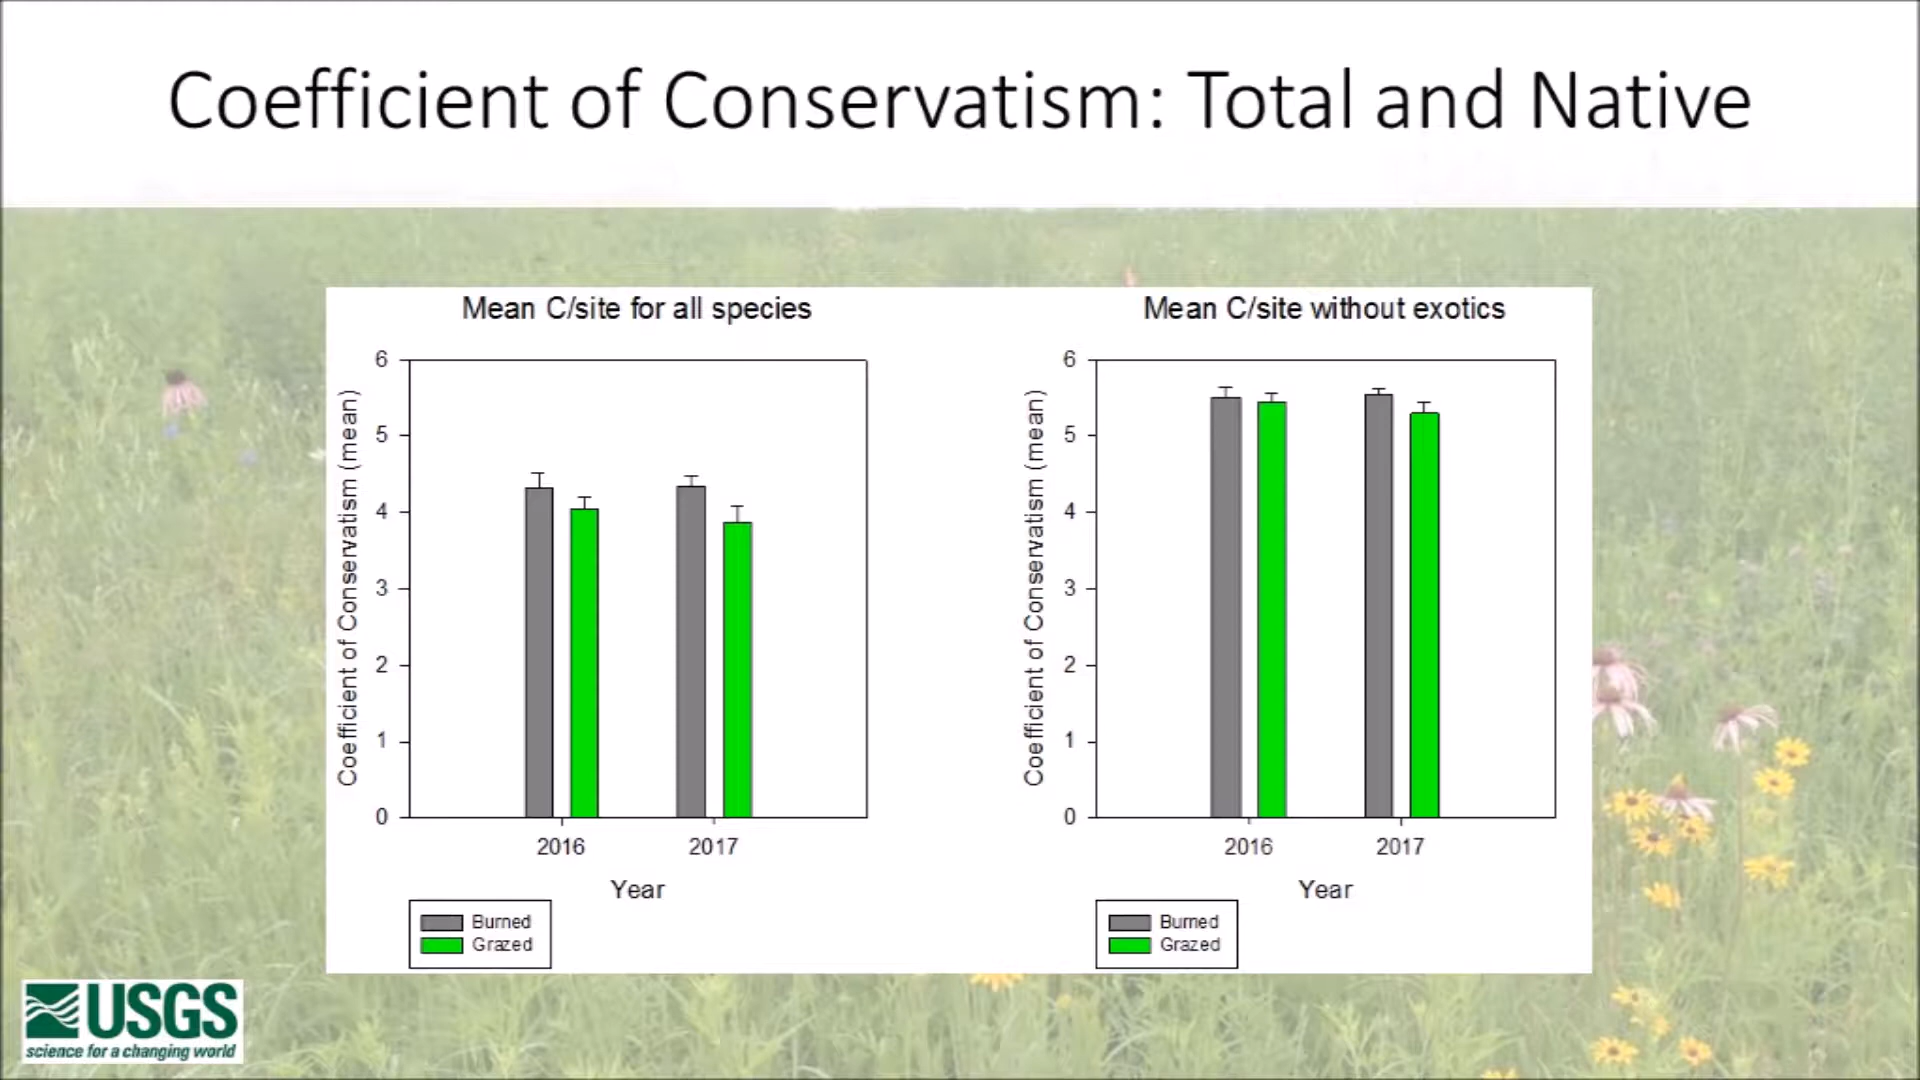 Coefficient of Conservatism: Total and Native
Mean C/site for all species
Coefficient of Conservatism (mean)
6
5
4
3
2
1
0
2016
2017
Year
Burned
Grazed
Mean C/site without exotics
Coefficient of Conservatism (mean)
6
5
4
3
2
1
0
2016
2017
Year
Burned
Grazed
USGS
science for a changing world